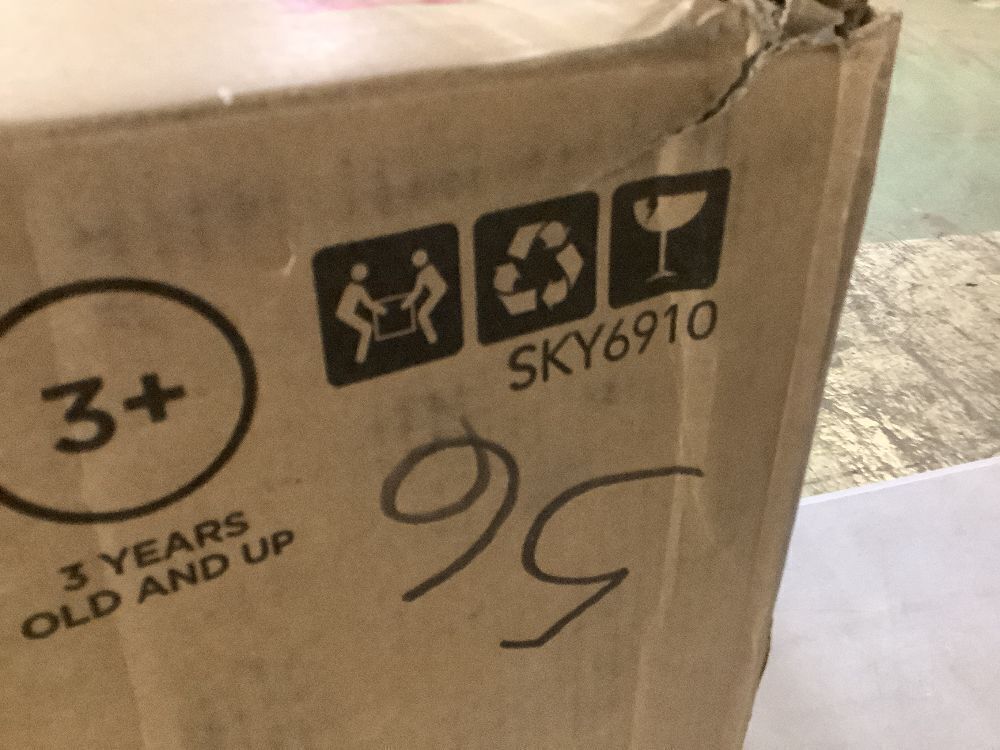 3+
3 YEARS
OLD AND UP
SKY6910
95